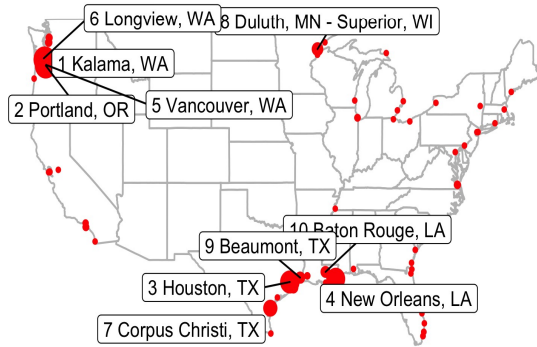 6 Longview, WA
8 Duluth, MN - Superior, WI
1 Kalama, WA
2 Portland, OR
5 Vancouver, WA
10 Baton Rouge, LA
9 Beaumont, TX
3 Houston, TX
4 New Orleans, LA
7 Corpus Christi, TX